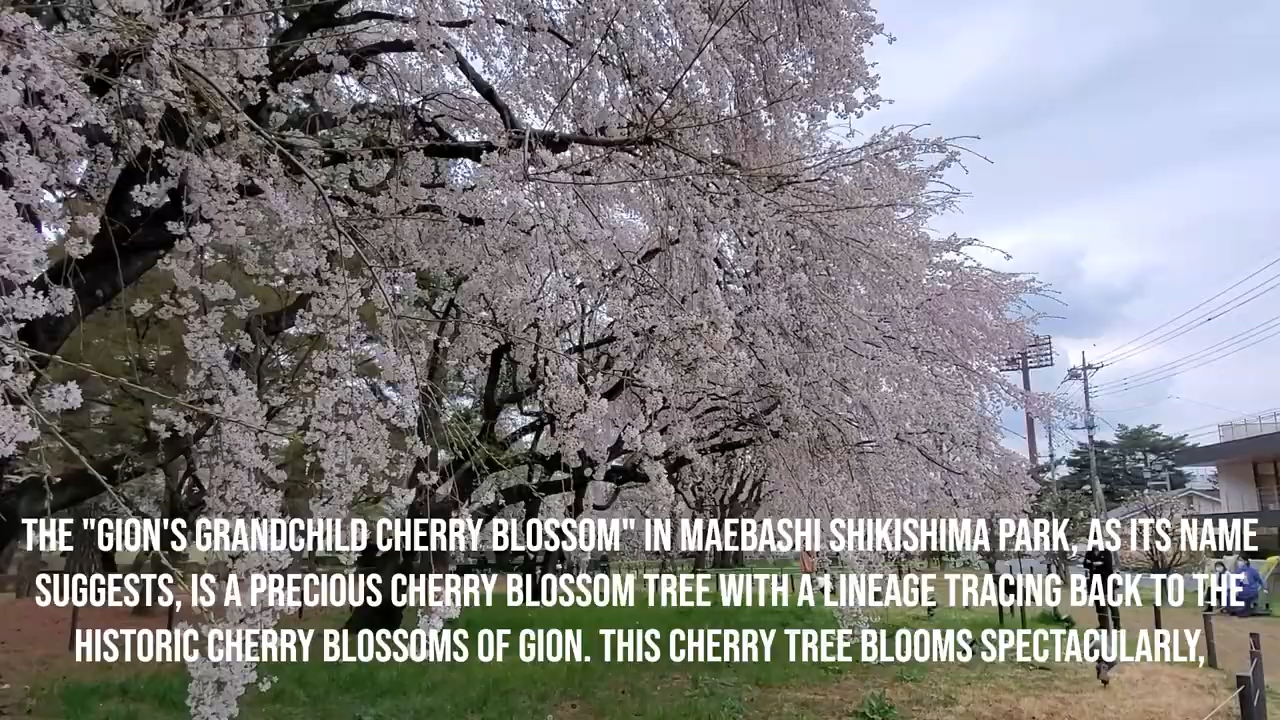 THE "GION'S GRANDCHILD CHERRY BLOSSOM" IN MAEBASHI SHIKISHIMA PARK, AS ITS NAME
SUGGESTS, IS A PRECIOUS CHERRY BLOSSOM TREE WITH A LINEAGE TRACING BACK TO THE
HISTORIC CHERRY BLOSSOMS OF GION. THIS CHERRY TREE BLOOMS SPECTACULARLY,